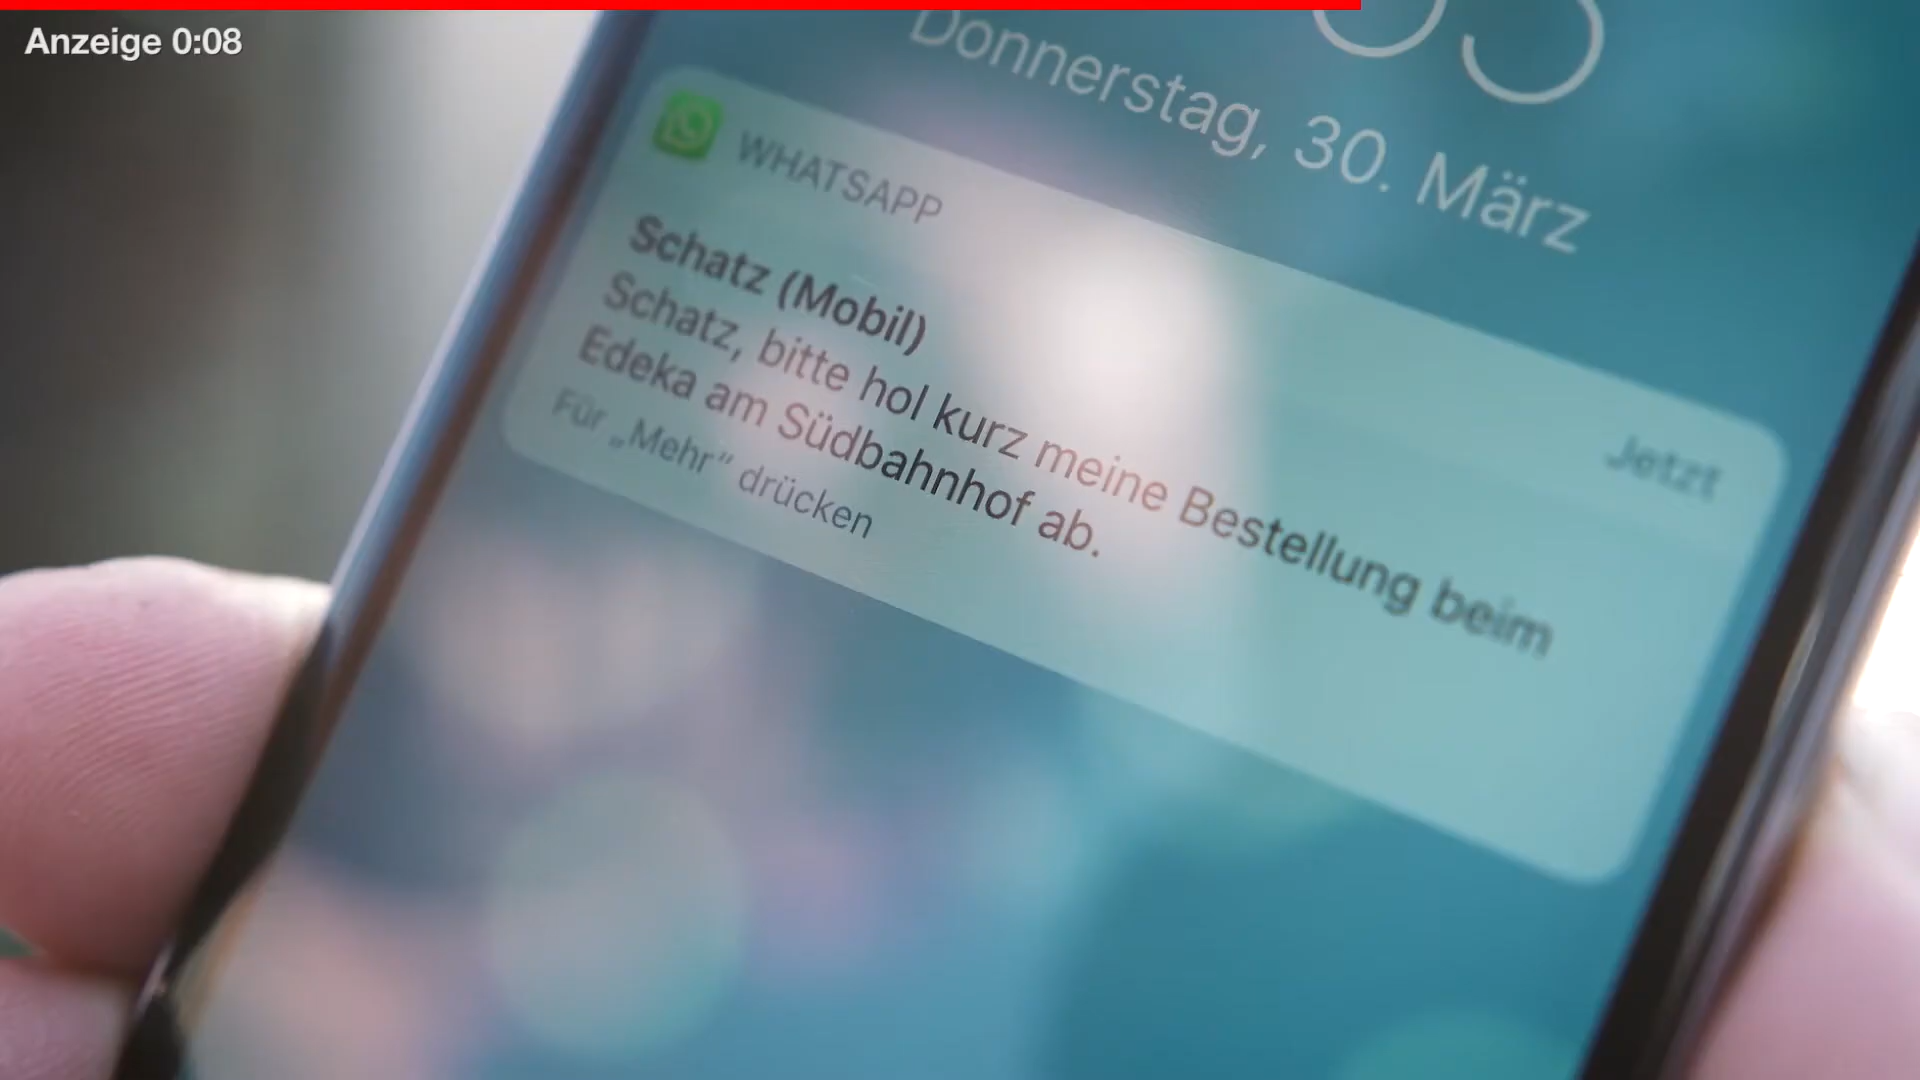 Anzeige 0:08
Donnerstag, 30. März
WHATSAPP
Jetzt
Schatz (Mobil)
Schatz, bitte hol kurz meine Bestellung beim
Edeka am Südbahnhof ab.
Für „Mehr“ drücken